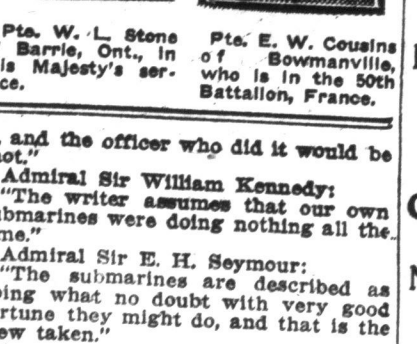 Pte. W. L. Stone
Barrie, Ont., in
is Majesty's ser-
ce.
Pte. E. W. Cousins
of Bowmanville,
who is in the 50th
Battalion, France.
, and the officer who did it would be
ot."
Admiral Sir William Kennedy:
"The writer assumes that our own
ubmarines were doing nothing all the
me."
Admiral Sir E. H. Seymour:
"The submarines are described as
oing what no doubt with very good
rtune they might do, and that is the
ew taken."